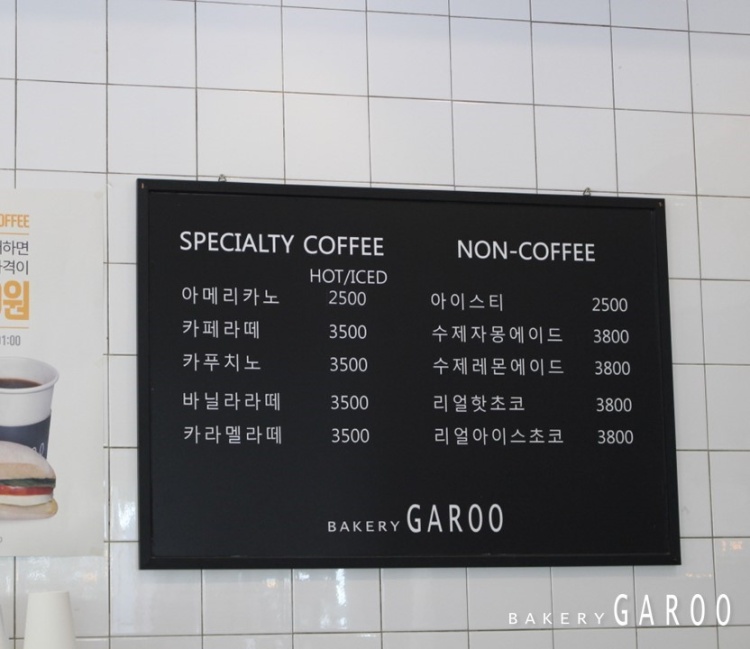 OFFEE
하면
격이
원
01:00
SPECIALTY COFFEE
HOT/ICED
아메리카노 2500
카페라떼 3500
카푸치노 3500
바닐라라떼 3500
카라멜라떼 3500
NON-COFFEE
아이스티 2500
수제자몽에이드 3800
수제레몬에이드 3800
리얼핫초코 3800
리얼아이스초코 3800
BAKERY GAROO
BAKERY GAROO